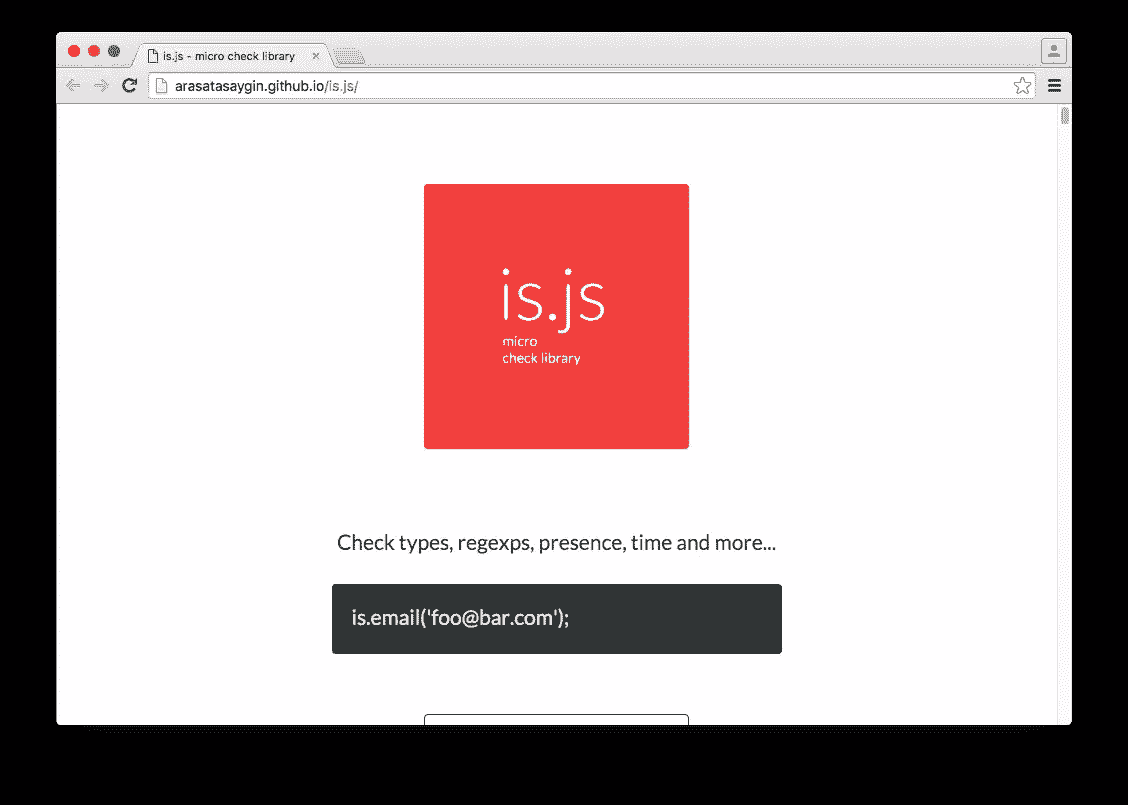 is.js - micro check library
arasatasaygin.github.io/is.js/
is.js
micro
check library
Check types, regexps, presence, time and more...
is.email('foo@bar.com');